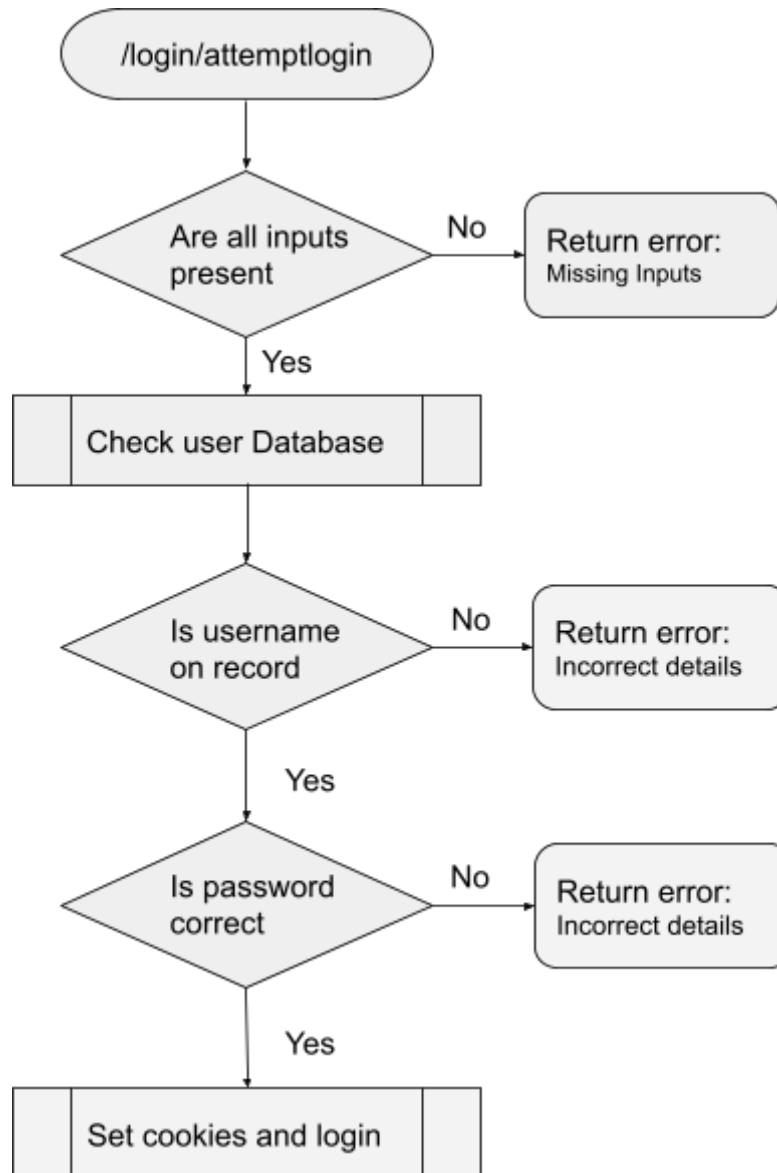 /login/attemptlogin
Are all inputs
present
No
Return error:
Missing Inputs
Yes
Check user Database
Is username
on record
No
Return error:
Incorrect details
Yes
Is password
correct
No
Return error:
Incorrect details
Yes
Set cookies and login